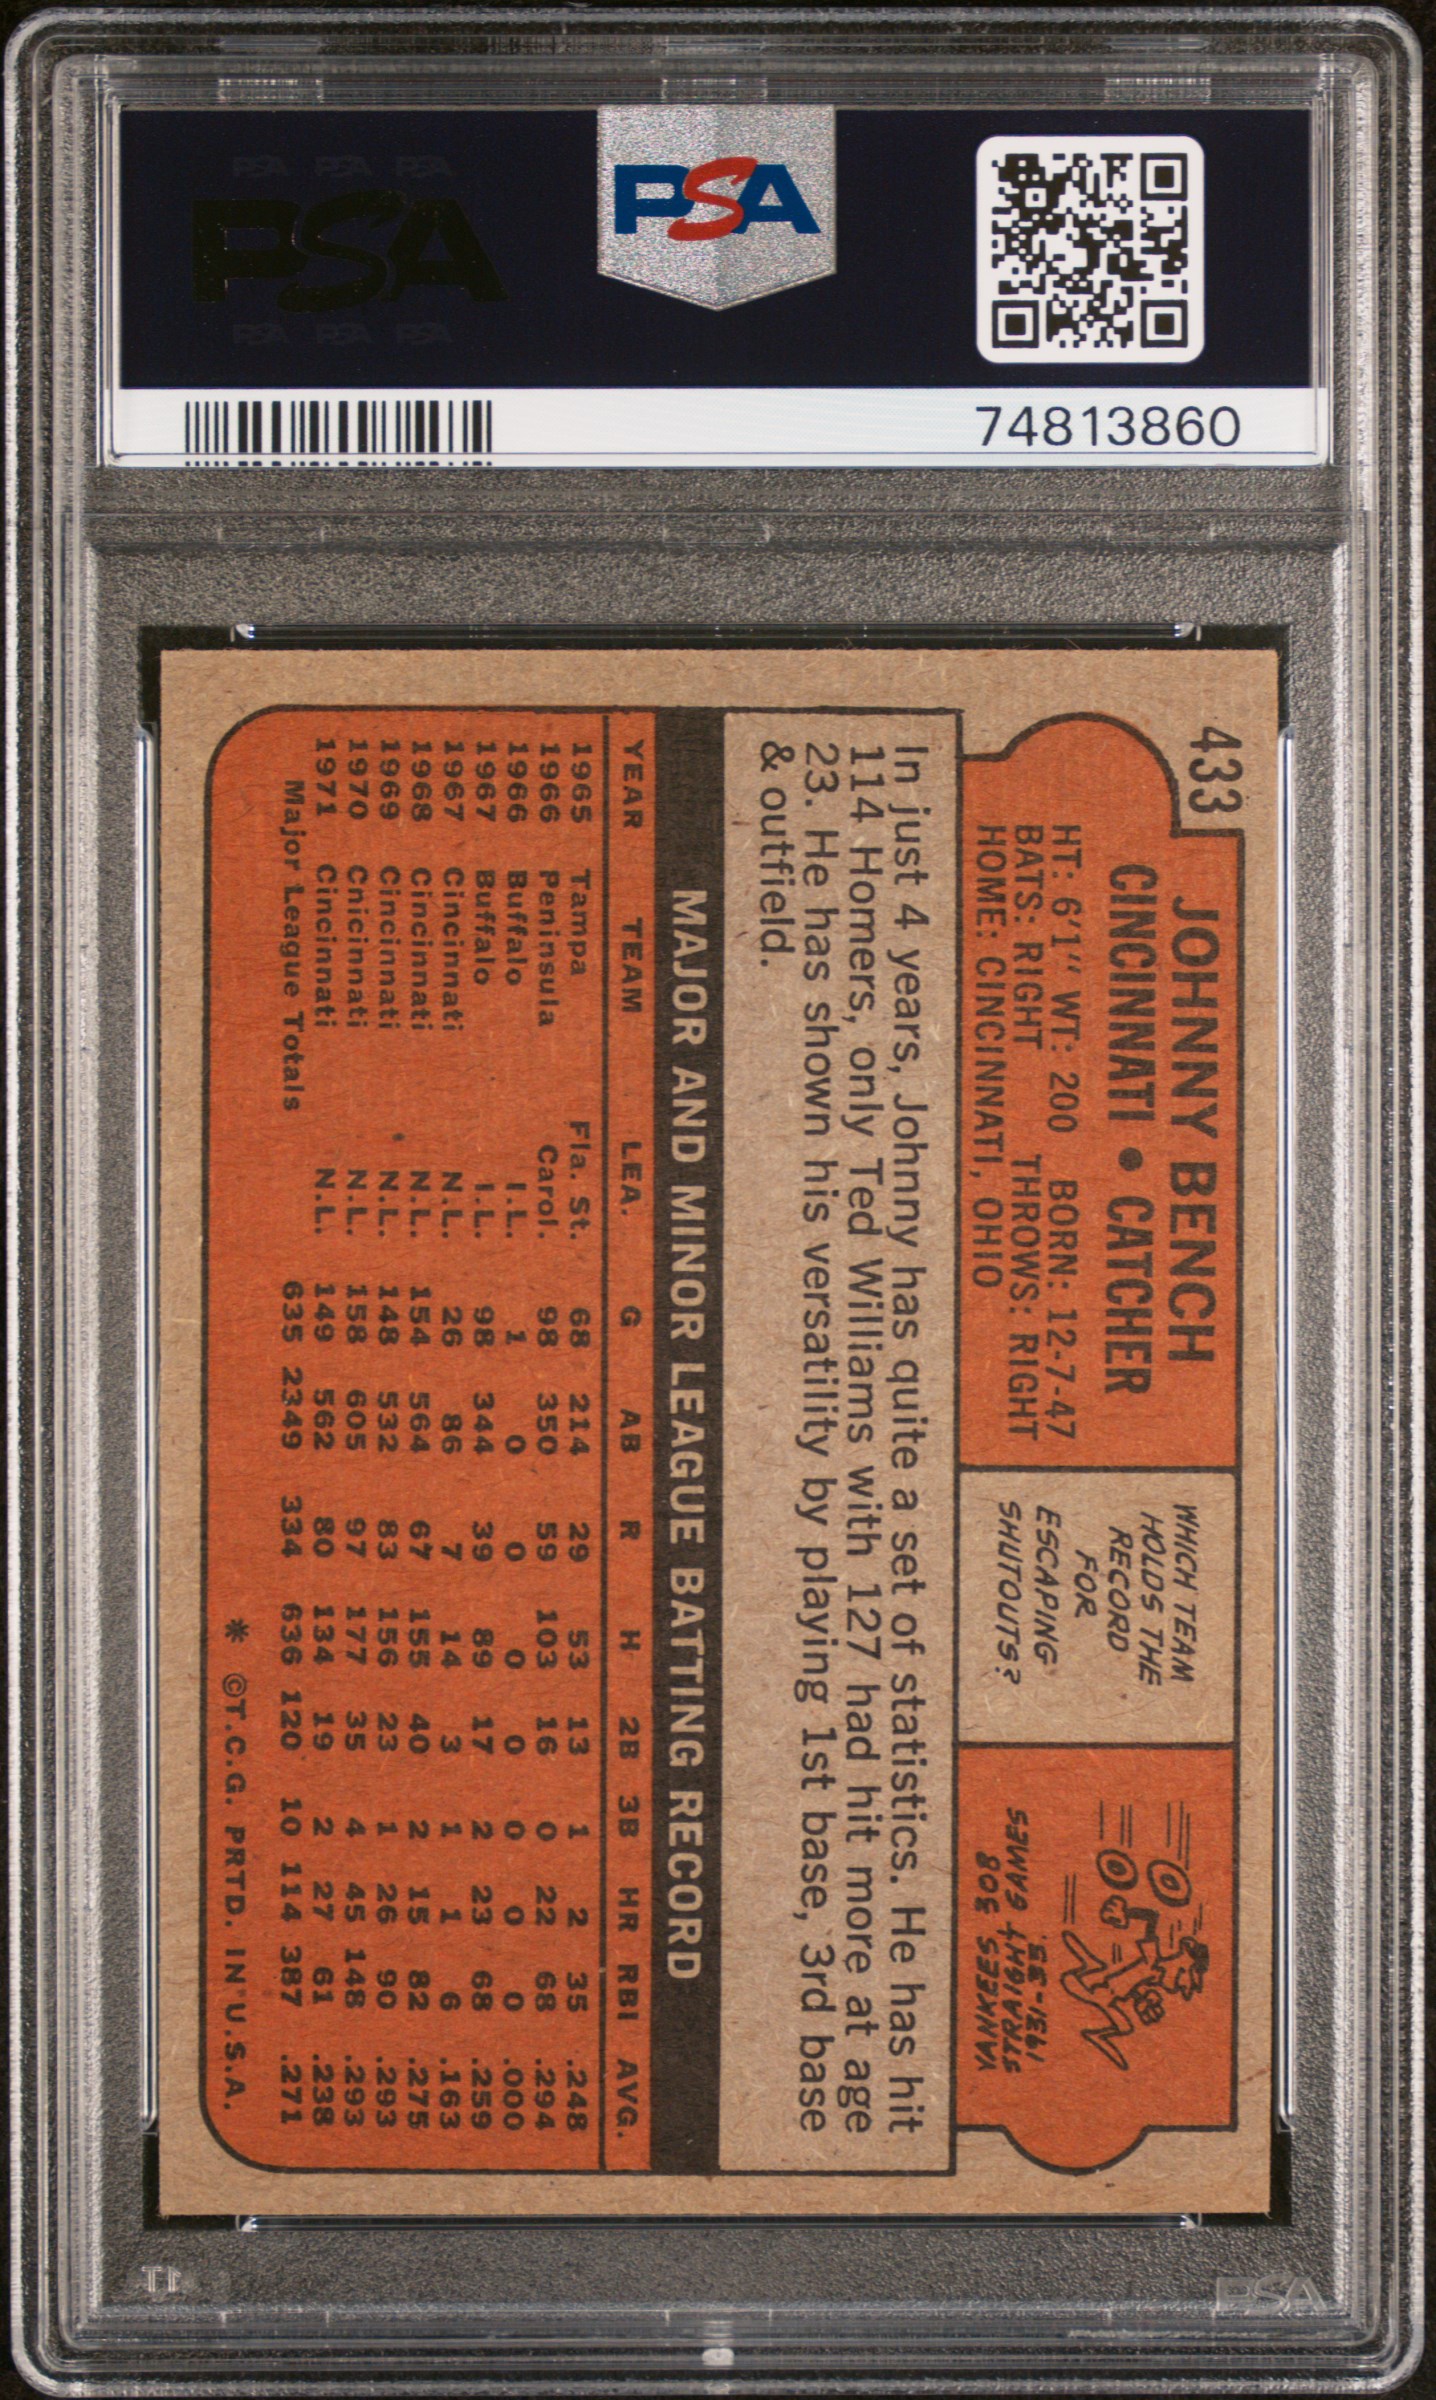 PSA PSA PSA
PSA
PSA PSA PSA
PSA
74813860
433
JOHNNY BENCH
CINCINNATI • CATCHER
HT: 6'1" WT: 200 BORN: 12-7-47
BATS: RIGHT THROWS: RIGHT
HOME: CINCINNATI, OHIO
WHICH TEAM
HOLDS THE
RECORD
FOR
ESCAPING
SHUTOUTS?
YANKEES 308
STRAIGHT GAMES
1931-35.
In just 4 years, Johnny has quite a set of statistics. He has hit
114 Homers, only Ted Williams with 127 had hit more at age
23. He has shown his versatility by playing 1st base, 3rd base
& outfield.
MAJOR AND MINOR LEAGUE BATTING RECORD
YEAR TEAM LEA. G AB R H 2B 3B HR RBI AVG.
1965 Tampa Fla. St. 68 214 29 53 13 1 2 35 .248
1966 Peninsula Carol. 98 350 59 103 16 0 22 68 .294
1966 Buffalo I.L. 1 0 0 0 0 0 0 0 .000
1967 Buffalo I.L. 98 344 39 89 17 2 23 68 .259
1967 Cincinnati N.L. 26 86 7 14 3 1 1 6 .163
1968 Cincinnati N.L. 154 564 67 155 40 2 15 82 .275
1969 Cincinnati N.L. 148 532 83 156 23 1 26 90 .293
1970 Cnicinnati N.L. 158 605 97 177 35 4 45 148 .293
1971 Cincinnati N.L. 149 562 80 134 19 2 27 61 .238
Major League Totals 635 2349 334 636 120 10 114 387 .271
* ©T.C.G. PRTD. IN U.S.A.
PSA